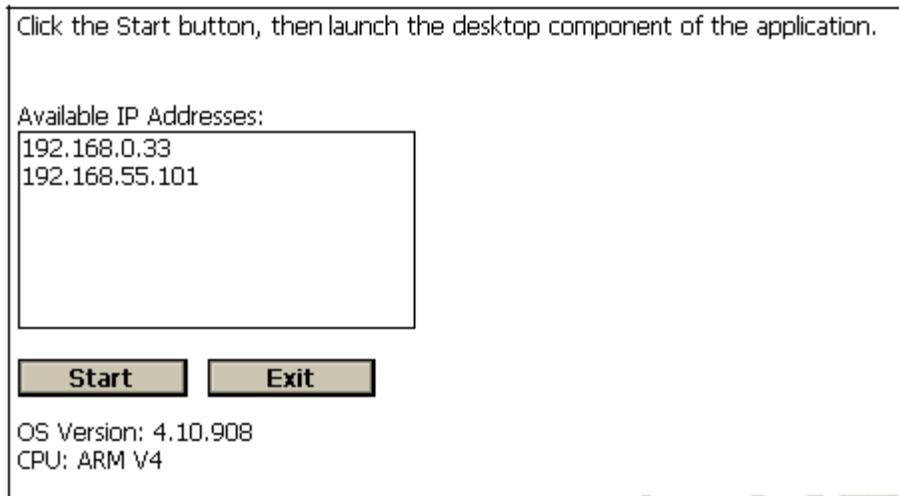 Click the Start button, then launch the desktop component of the application.
Available IP Addresses:
192.168.0.33
192.168.55.101
Start Exit
OS Version: 4.10.908
CPU: ARM V4